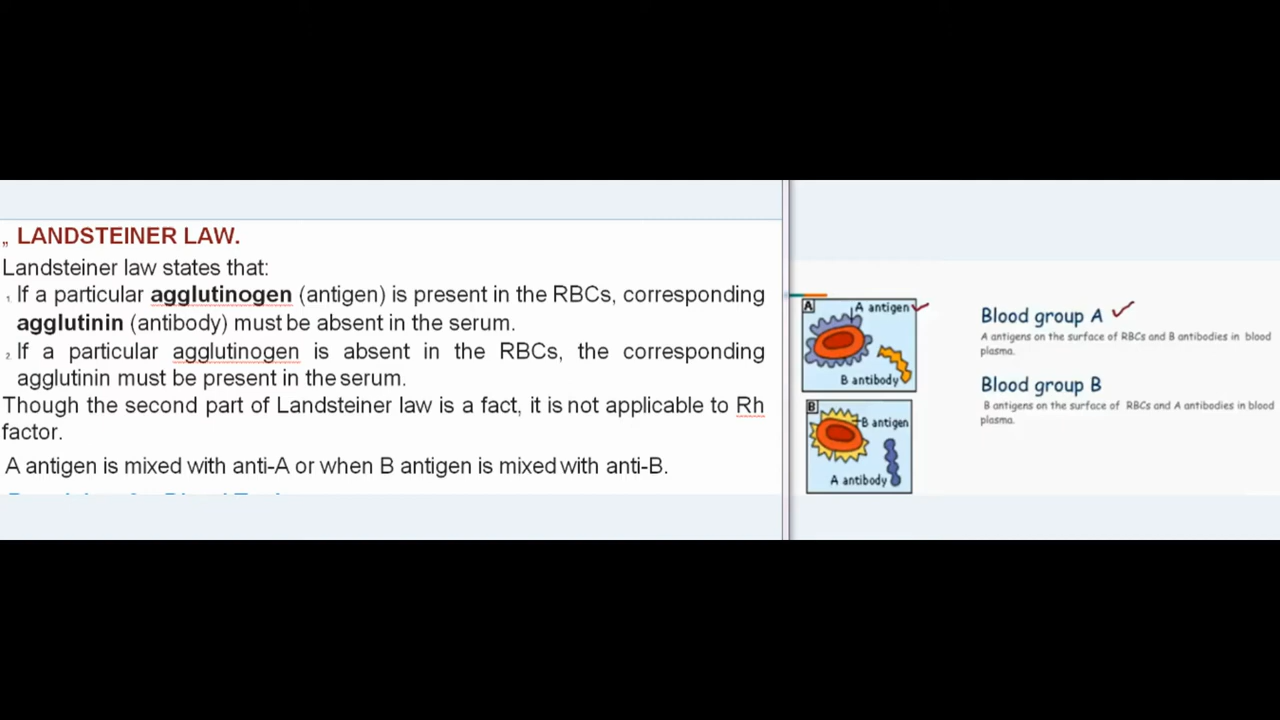 „ LANDSTEINER LAW.
Landsteiner law states that:
1. If a particular agglutinogen (antigen) is present in the RBCs, corresponding
agglutinin (antibody) must be absent in the serum.
2. If a particular agglutinogen is absent in the RBCs, the corresponding
agglutinin must be present in the serum.
Though the second part of Landsteiner law is a fact, it is not applicable to Rh
factor.
A antigen is mixed with anti-A or when B antigen is mixed with anti-B.
A
A antigen
B antibody
B
B antigen
A antibody
Blood group A
A antigens on the surface of RBCs and B antibodies in blood
plasma.
Blood group B
B antigens on the surface of RBCs and A antibodies in blood
plasma.